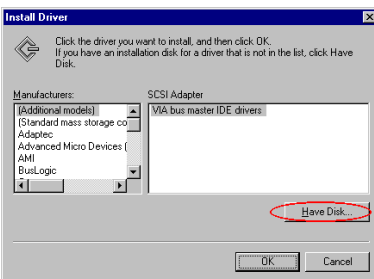 Install Driver
Click the driver you want to install, and then click OK.
If you have an installation disk for a driver that is not in the list, click Have
Disk.
Manufacturers:
SCSI Adapter
(Additional models)
(Standard mass storage co
Adaptec
Advanced Micro Devices (
AMI
BusLogic
VIA bus master IDE drivers
Have Disk...
OK
Cancel